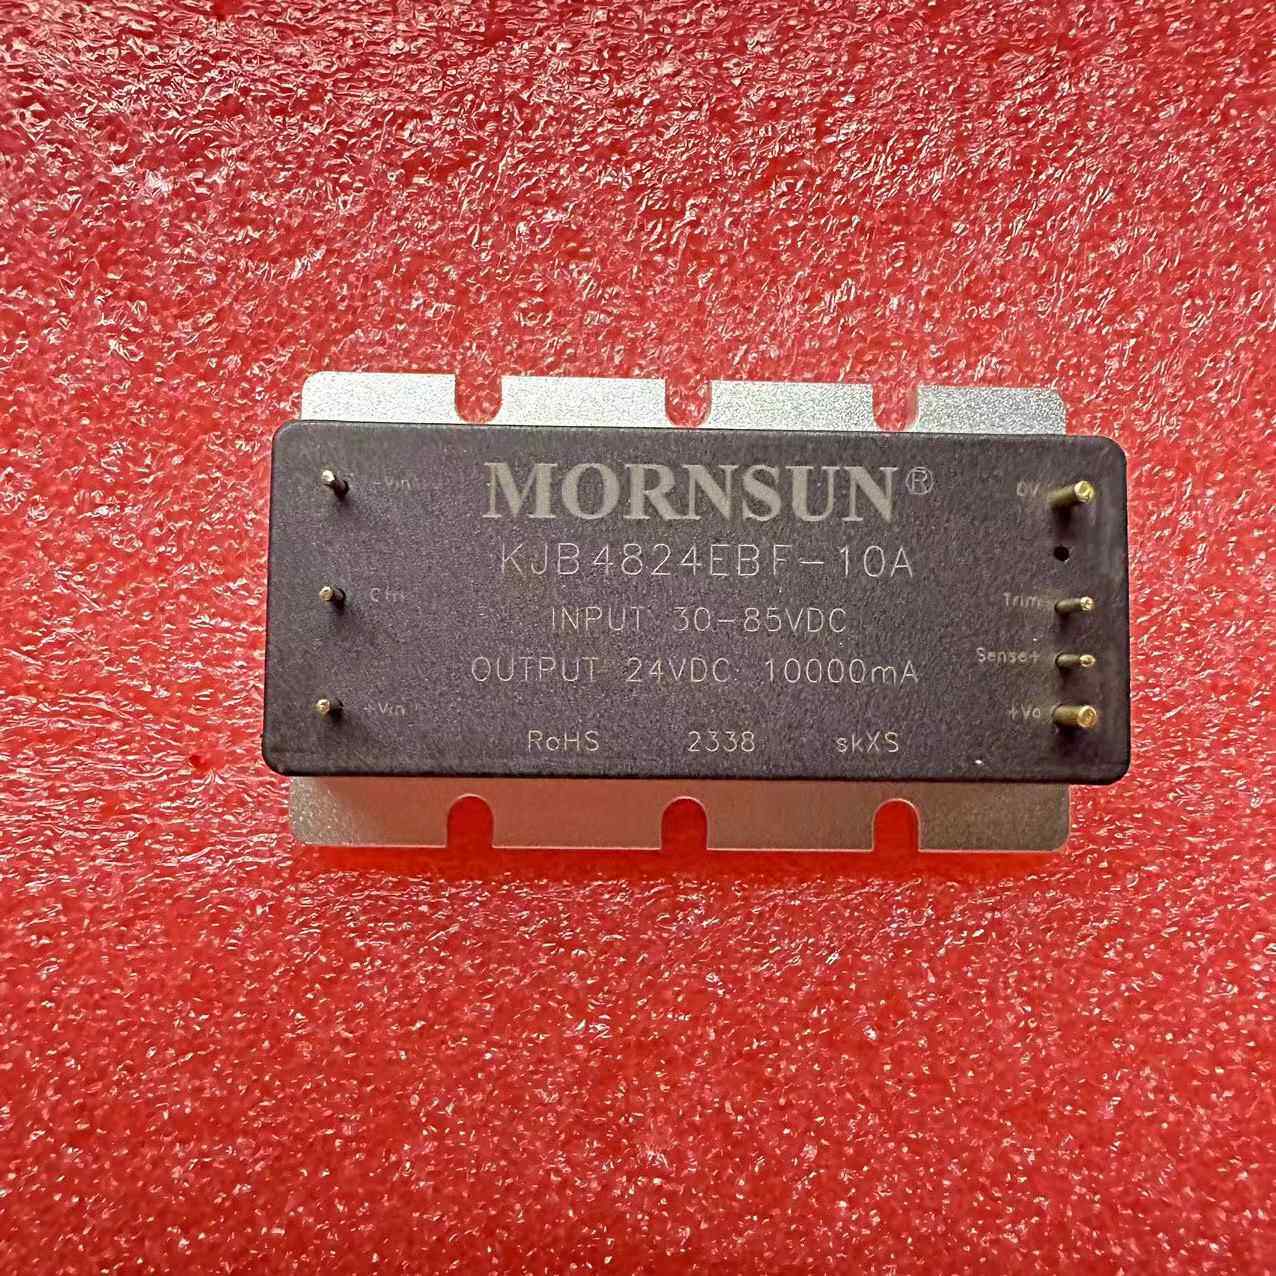 MORNSUN®
KJB4824EBF-10A
INPUT 30-85VDC
OUTPUT 24VDC 10000mA
RoHS 2338 skXS
-Vin
Ctrl
+Vin
0V
Trim
Sense+
+Vo